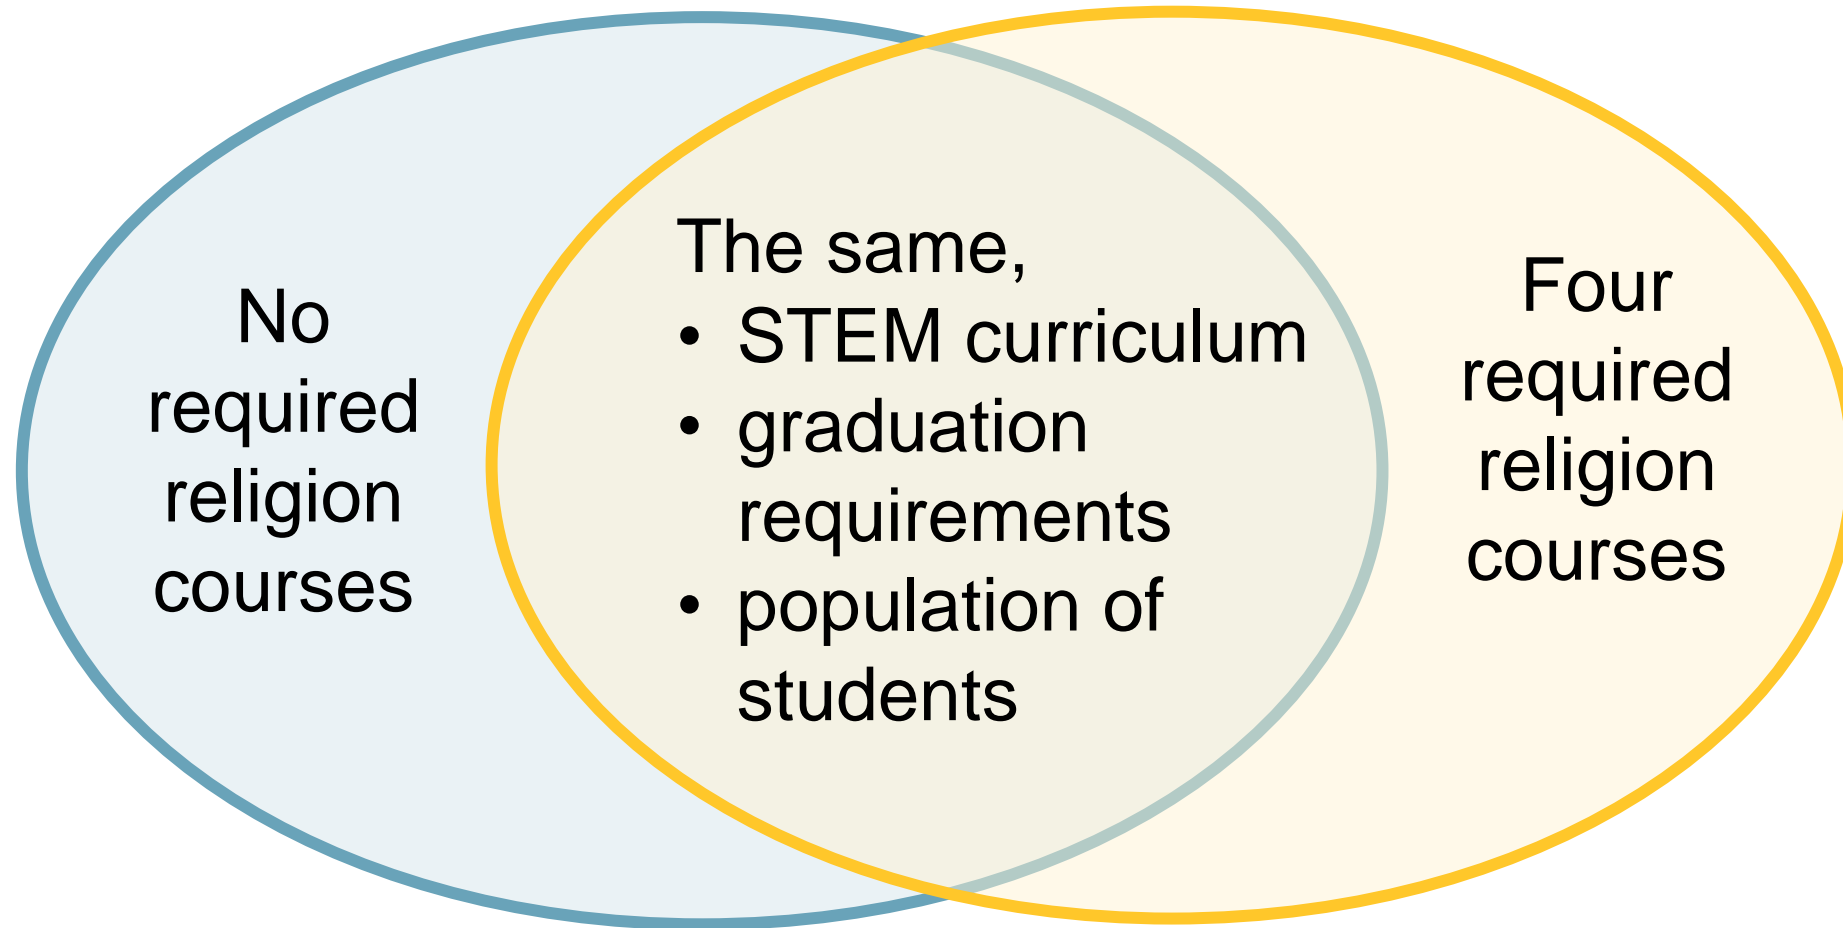 No
required
religion
courses
The same,
• STEM curriculum
• graduation
requirements
• population of
students
Four
required
religion
courses